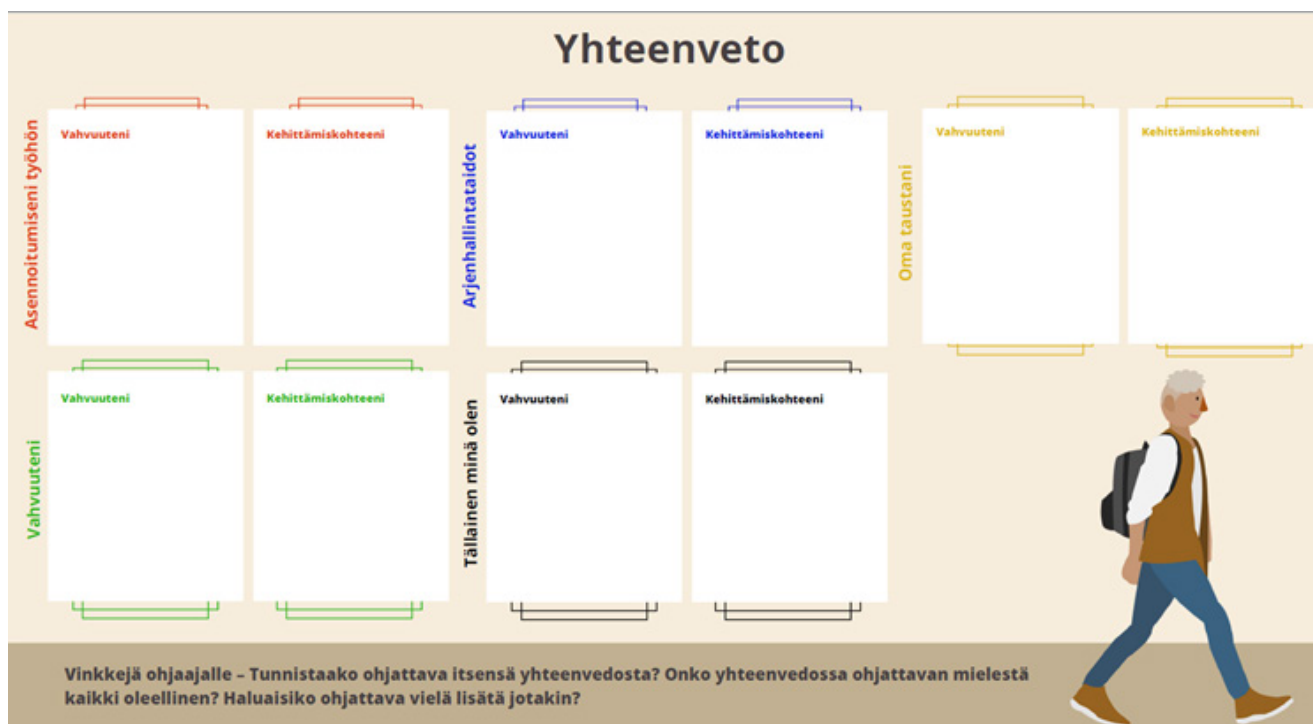 Yhteenveto
Asennoitumiseni työhön
Vahvuuteni
Kehittämiskohteeni
Arjenhallintataidot
Vahvuuteni
Kehittämiskohteeni
Oma taustani
Vahvuuteni
Kehittämiskohteeni
Vahvuuteni
Vahvuuteni
Kehittämiskohteeni
Tällainen minä olen
Vahvuuteni
Kehittämiskohteeni
Vinkkejä ohjaajalle – Tunnistaako ohjattava itsensä yhteenvedosta? Onko yhteenvedossa ohjattavan mielestä
kaikki oleellinen? Haluaisiko ohjattava vielä lisätä jotakin?